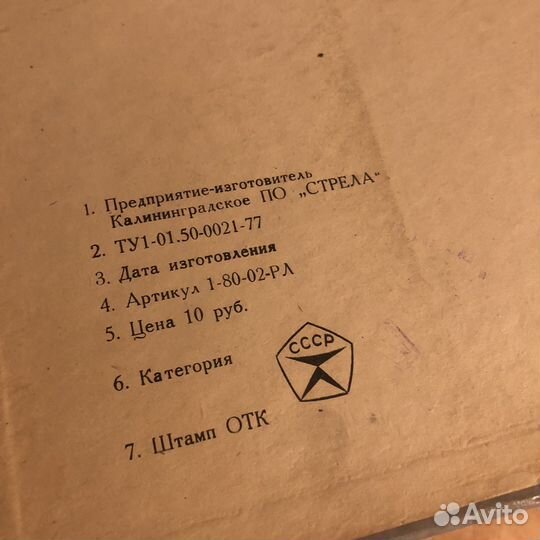 1. Предприятие-изготовитель
Калининградское ПО „СТРЕЛА"
2. ТУ1-01.50-0021-77
3. Дата изготовления
4. Артикул 1-80-02-РЛ
5. Цена 10 руб.
6. Категория
СССР
7. Штамп ОТК
Avito